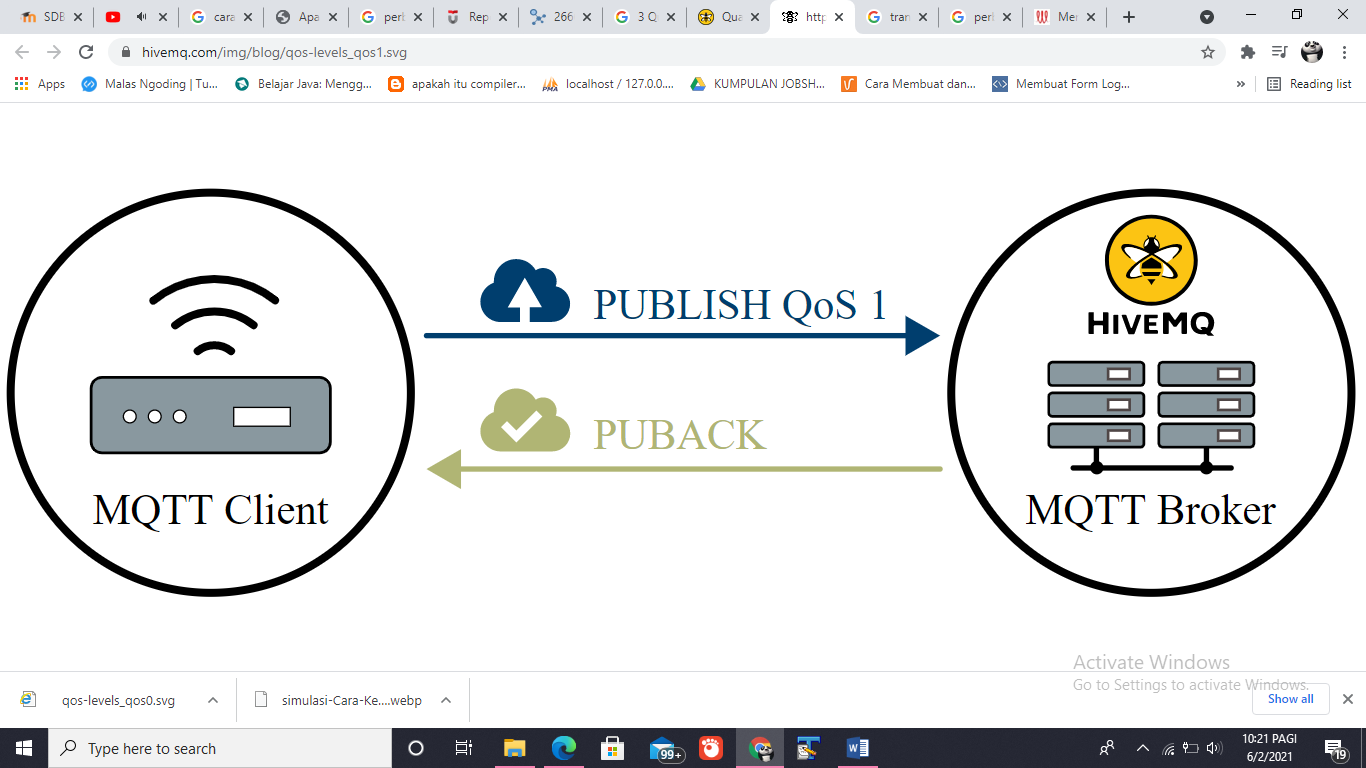 SDB
cara
Apa
perl
Rep
266
3 Q
Qua
http
tran
perl
Mer
hivemq.com/img/blog/qos-levels_qos1.svg
Apps
Malas Ngoding | Tu...
Belajar Java: Mengg...
apakah itu compiler...
PMA
localhost / 127.0.0....
KUMPULAN JOBSH...
Cara Membuat dan...
Membuat Form Log...
»
Reading list
HIVEMQ
PUBLISH QoS 1
PUBACK
MQTT Client
MQTT Broker
Activate Windows
Go to Settings to activate Windows.
qos-levels_qos0.svg
simulasi-Cara-Ke....webp
Show all
Type here to search
99+
W
10:21 PAGI
6/2/2021
19